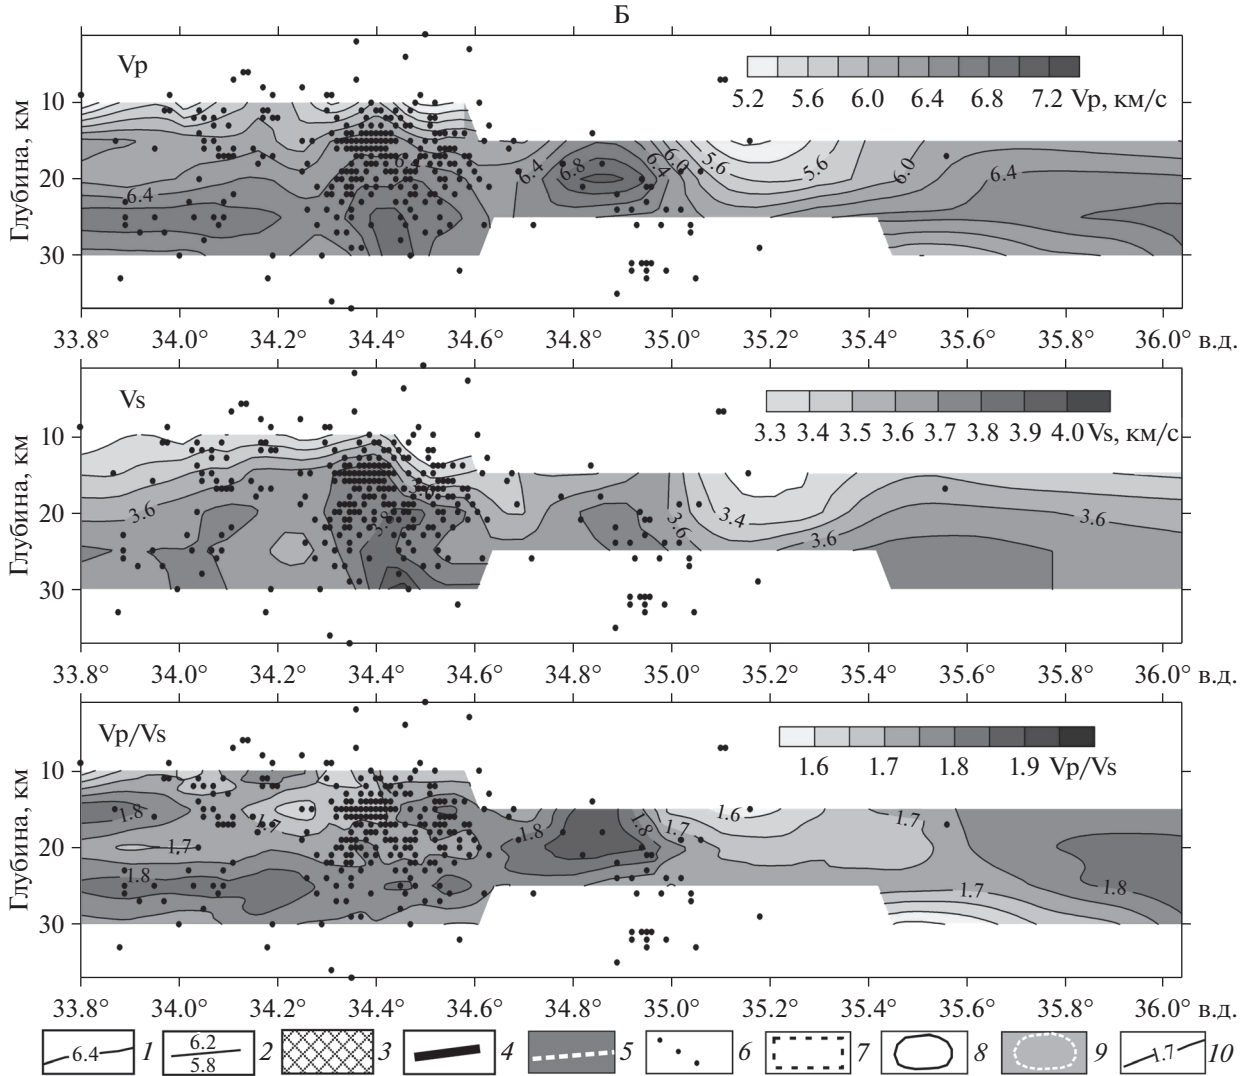 Б
Vp
5.2 5.6 6.0 6.4 6.8 7.2 Vp, км/с
Глубина, км
10
20
30
6.4 6.4 6.4 6.8 6.4 6.0 5.6 5.6 6.0 6.4
33.8° 34.0° 34.2° 34.4° 34.6° 34.8° 35.0° 35.2° 35.4° 35.6° 35.8° 36.0° в.д.
Vs
3.3 3.4 3.5 3.6 3.7 3.8 3.9 4.0 Vs, км/с
Глубина, км
10
20
30
3.6 3.8 3.6 3.4 3.6 3.6
33.8° 34.0° 34.2° 34.4° 34.6° 34.8° 35.0° 35.2° 35.4° 35.6° 35.8° 36.0° в.д.
Vp/Vs
1.6 1.7 1.8 1.9 Vp/Vs
Глубина, км
10
20
30
1.8 1.7 1.8 1.8 1.7 1.6 1.7
1.7
1.8 1.7 1.8
33.8° 34.0° 34.2° 34.4° 34.6° 34.8° 35.0° 35.2° 35.4° 35.6° 35.8° 36.0° в.д.
6.4 1 6.2 5.8 2 3 4 5 6 7 8 9 1.7 10